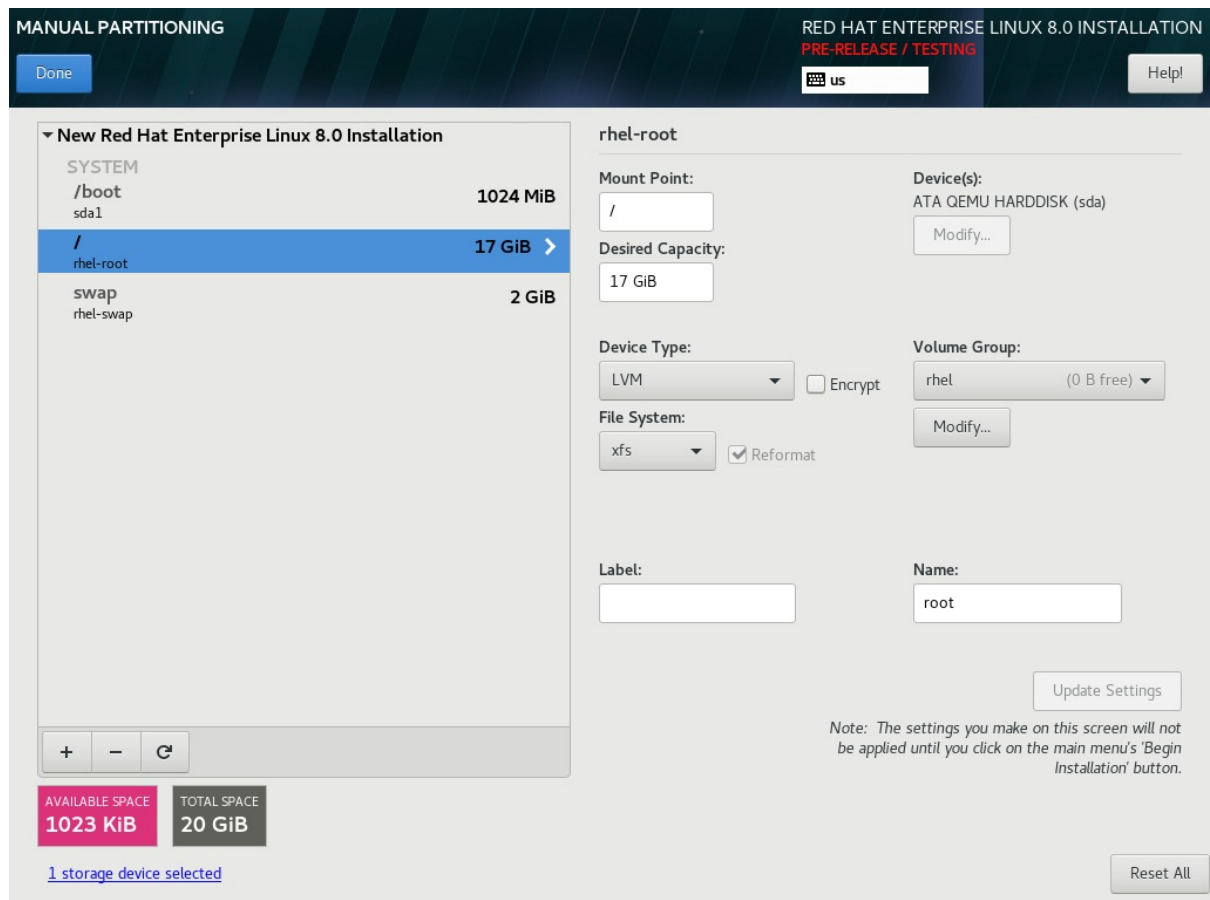 MANUAL PARTITIONING
RED HAT ENTERPRISE LINUX 8.0 INSTALLATION
PRE-RELEASE / TESTING
Done
us
Help!
New Red Hat Enterprise Linux 8.0 Installation
SYSTEM
/boot
1024 MiB
sda1
/
17 GiB
rhel-root
swap
2 GiB
rhel-swap
rhel-root
Mount Point:
/
Desired Capacity:
17 GiB
Device(s):
ATA QEMU HARDDISK (sda)
Modify...
Device Type:
LVM
Encrypt
Volume Group:
rhel (0 B free)
Modify...
File System:
xfs
Reformat
Label:
Name:
root
Update Settings
Note: The settings you make on this screen will not
be applied until you click on the main menu's 'Begin
Installation' button.
+ −
AVAILABLE SPACE
1023 KiB
TOTAL SPACE
20 GiB
1 storage device selected
Reset All